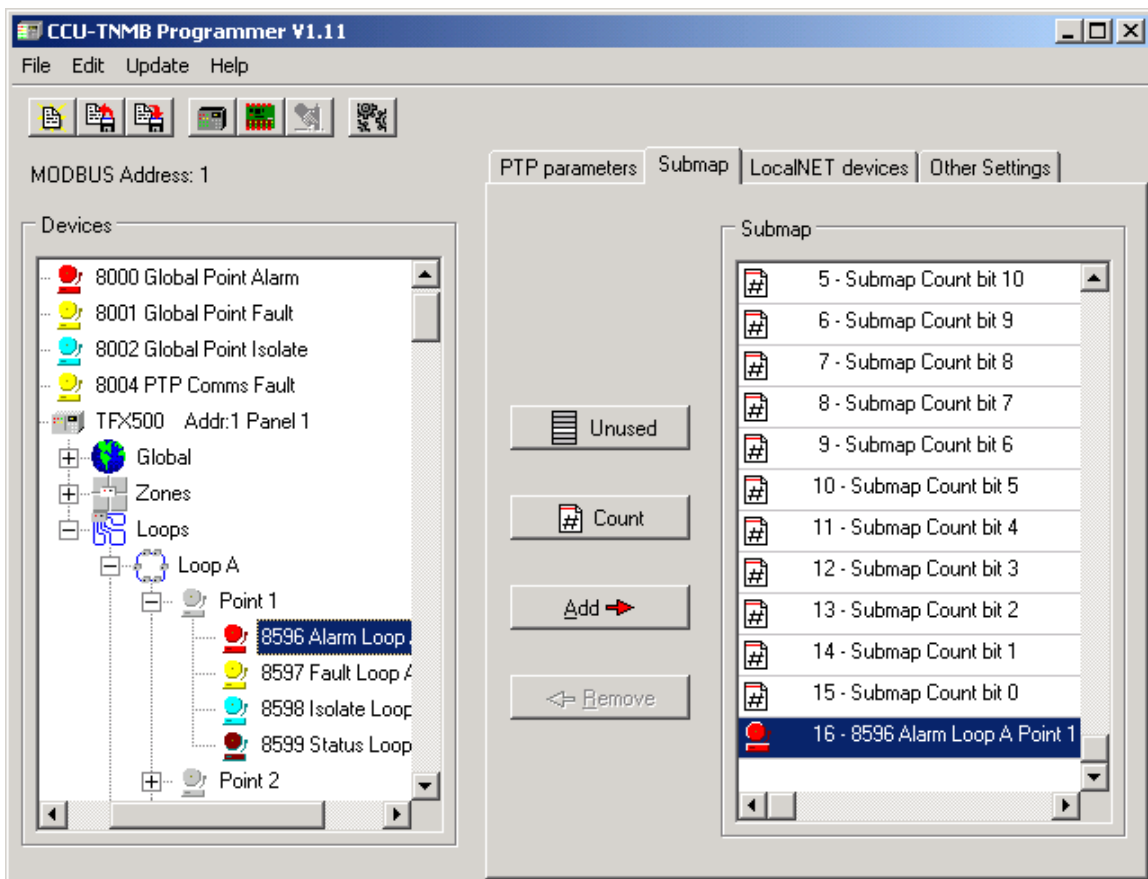 CCU-TNMB Programmer V1.11
File Edit Update Help
MODBUS Address: 1
PTP parameters Submap LocalNET devices Other Settings
Devices
8000 Global Point Alarm
8001 Global Point Fault
8002 Global Point Isolate
8004 PTP Comms Fault
TFX500 Addr:1 Panel 1
Global
Zones
Loops
Loop A
Point 1
8596 Alarm Loop
8597 Fault Loop A
8598 Isolate Loop
8599 Status Loop
Point 2
Unused
Count
Add
Remove
Submap
5 - Submap Count bit 10
6 - Submap Count bit 9
7 - Submap Count bit 8
8 - Submap Count bit 7
9 - Submap Count bit 6
10 - Submap Count bit 5
11 - Submap Count bit 4
12 - Submap Count bit 3
13 - Submap Count bit 2
14 - Submap Count bit 1
15 - Submap Count bit 0
16 - 8596 Alarm Loop A Point 1